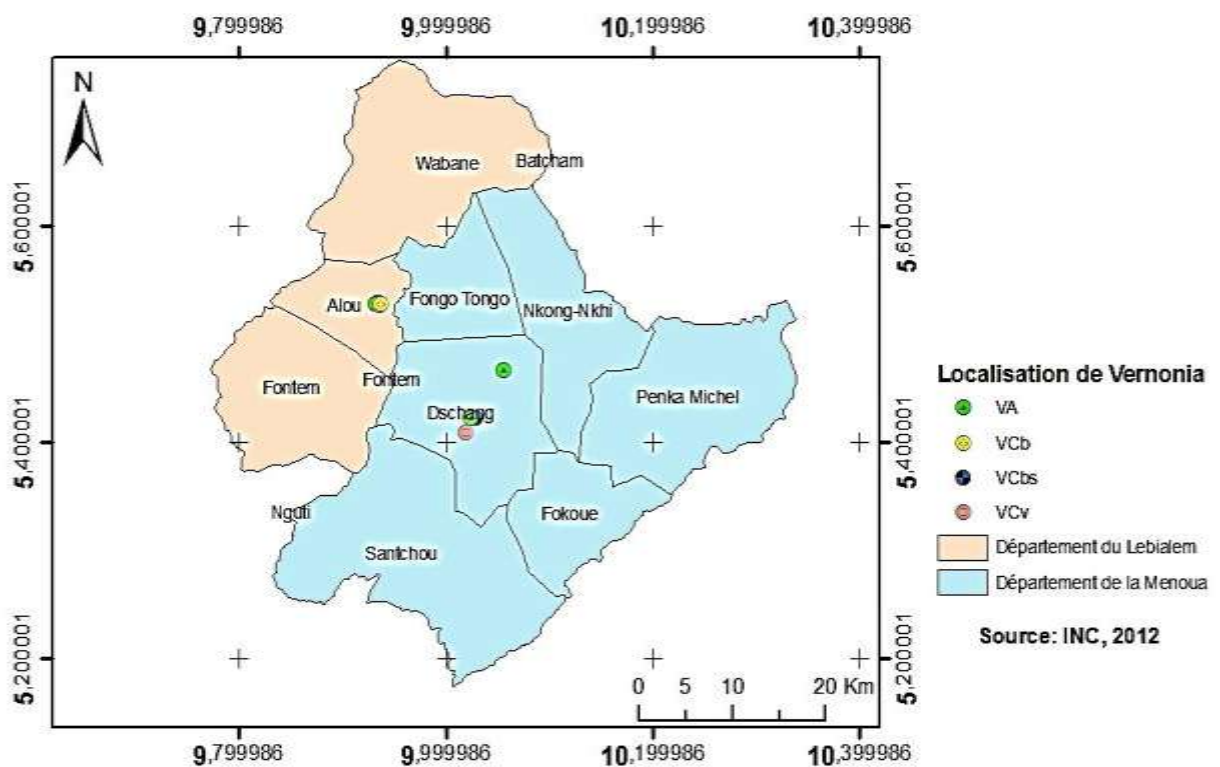 9,799986 9,999986 10,199986 10,399986
N
Wabane
Batcham
5,600001 5,600001
Alou
Fongo Tongo
Nkong-Nkhi
Fontem
Fontem
Penka Michel
Dschang
5,400001 5,400001
Nguti
Fokoue
Santchou
5,200001 5,200001
0 5 10 20 Km
9,799986 9,999986 10,199986 10,399986
Localisation de Vernonia
VA
VCb
VCbs
VCv
Département du Lebialem
Département de la Menoua
Source: INC, 2012